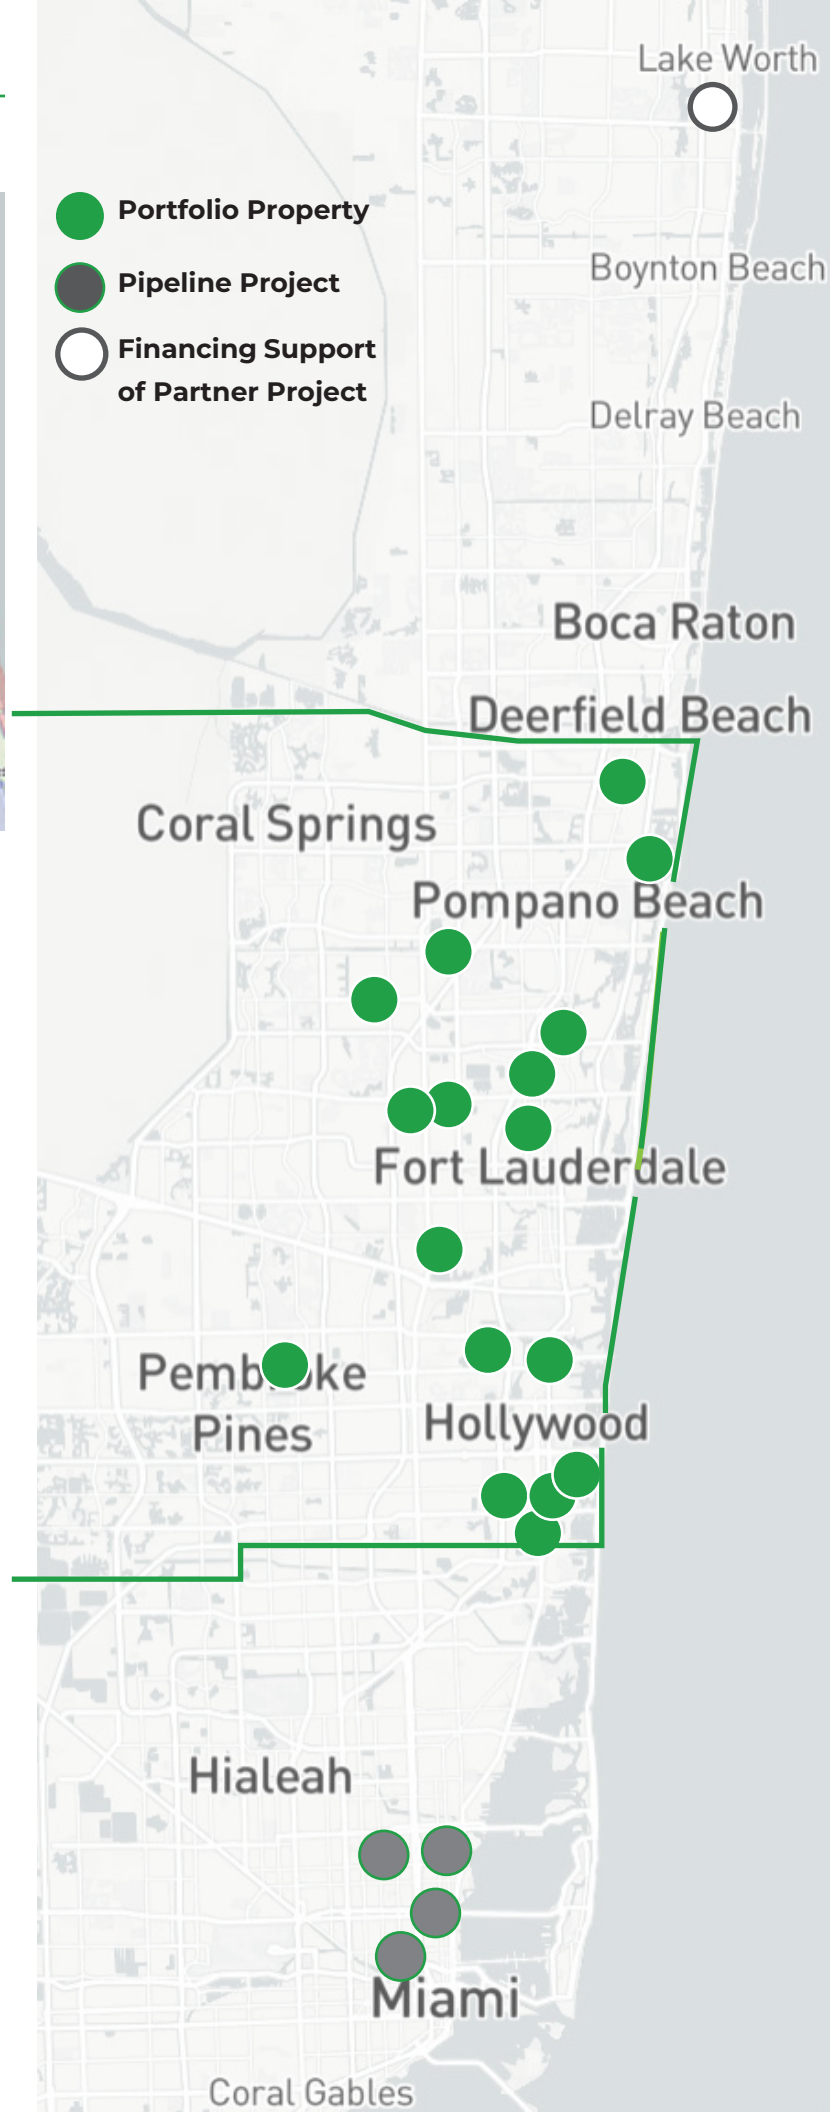 Lake Worth
Portfolio Property
Boynton Beach
Pipeline Project
Financing Support
of Partner Project
Delray Beach
Boca Raton
Deerfield Beach
Coral Springs
Pompano Beach
Fort Lauderdale
Pembroke
Pines
Hollywood
Hialeah
Miami
Coral Gables